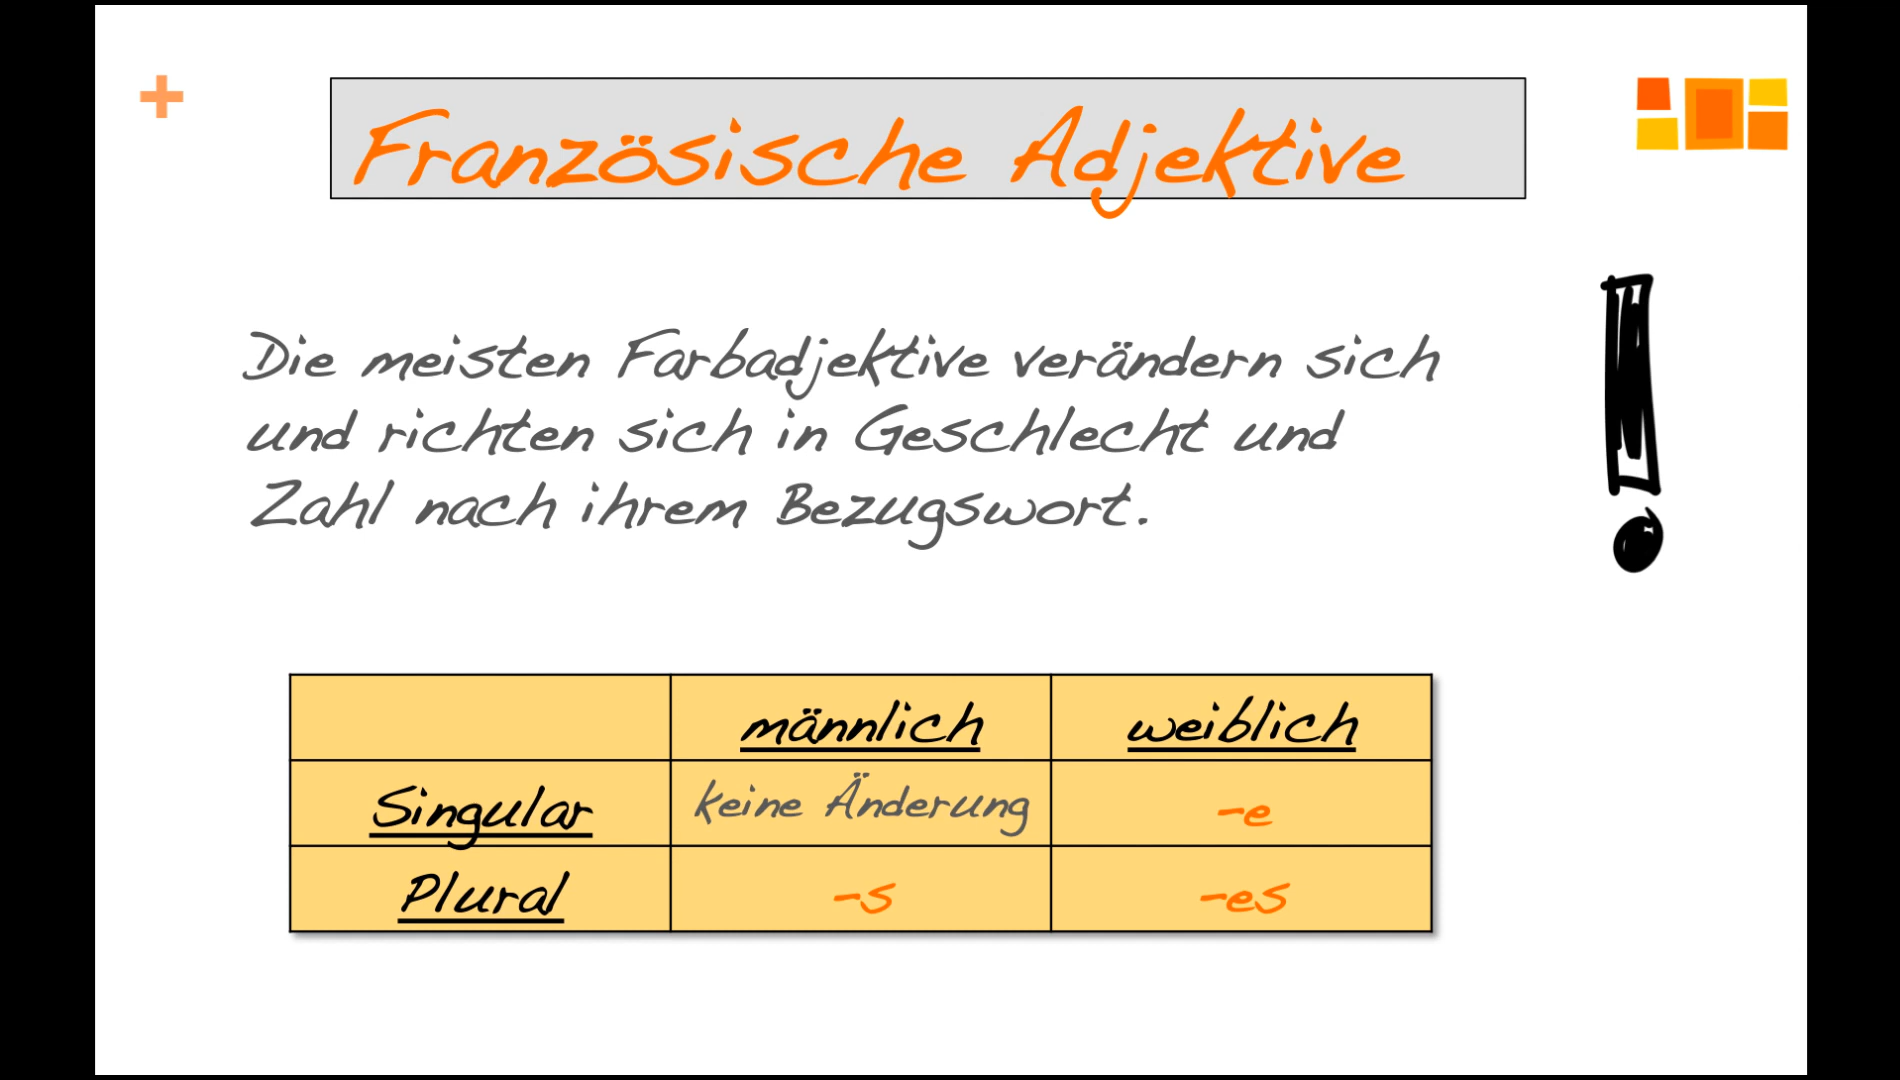 +
Französische Adjektive
Die meisten Farbadjektive verändern sich
und richten sich in Geschlecht und
Zahl nach ihrem Bezugswort.
männlich weiblich
Singular keine Änderung -e
Plural -s -es